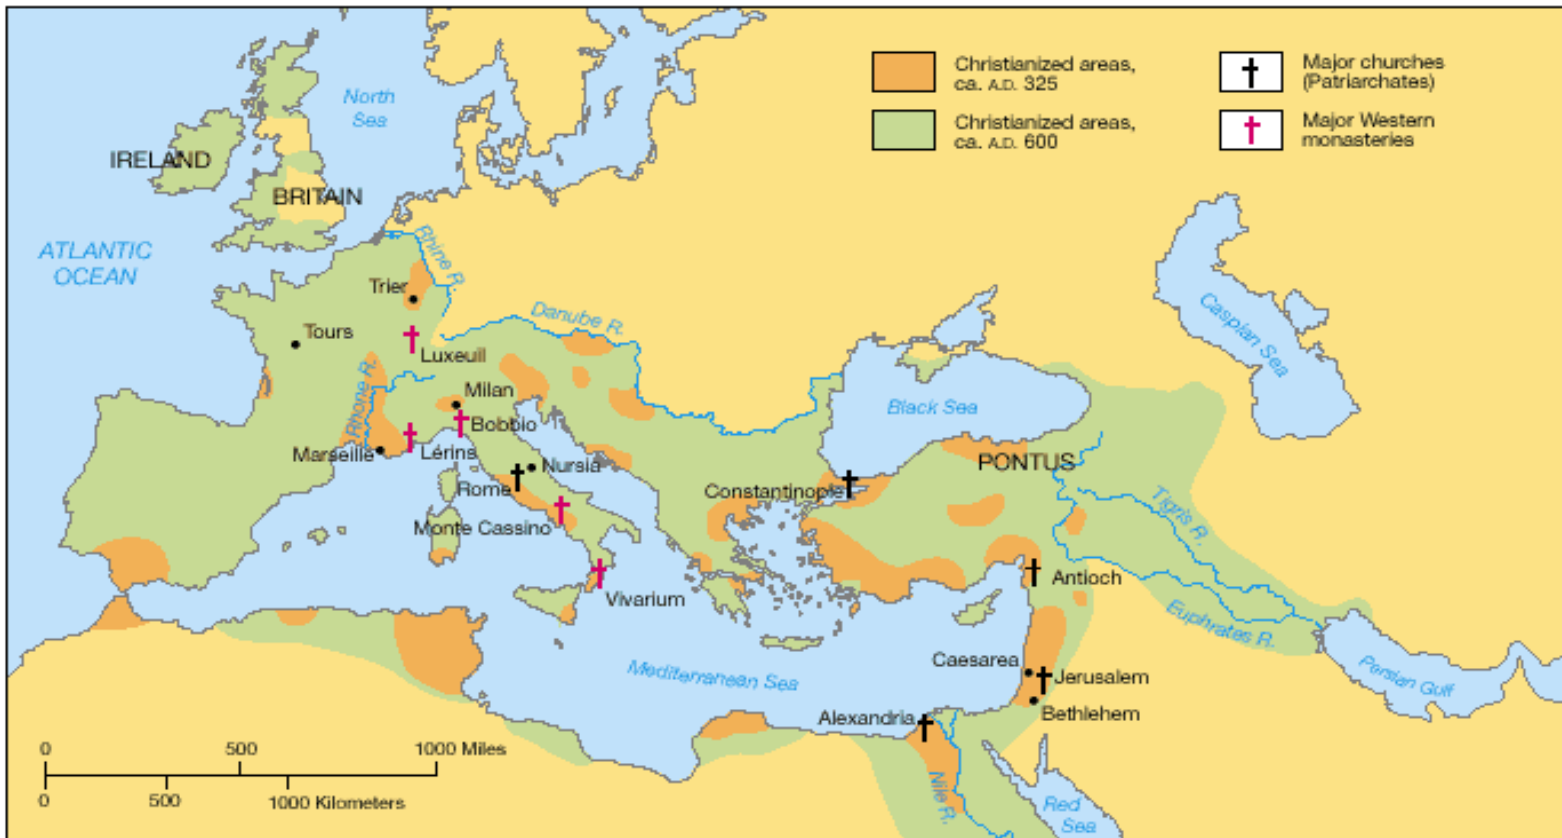 Christianized areas,
ca. A.D. 325
Christianized areas,
ca. A.D. 600
Major churches
(Patriarchates)
Major Western
monasteries
North
Sea
IRELAND
BRITAIN
ATLANTIC
OCEAN
Rhine R.
Trier
Danube R.
Tours
Luxeuil
Rhone R.
Milan
Bobbio
Marseille
Lérins
Nursia
Rome
Monte Cassino
Vivarium
Caspian Sea
Black Sea
PONTUS
Constantinople
Tigris R.
Antioch
Euphrates R.
Mediterranean Sea
Caesarea
Jerusalem
Bethlehem
Alexandria
Persian Gulf
Nile R.
Red
Sea
0 500 1000 Miles
0 500 1000 Kilometers